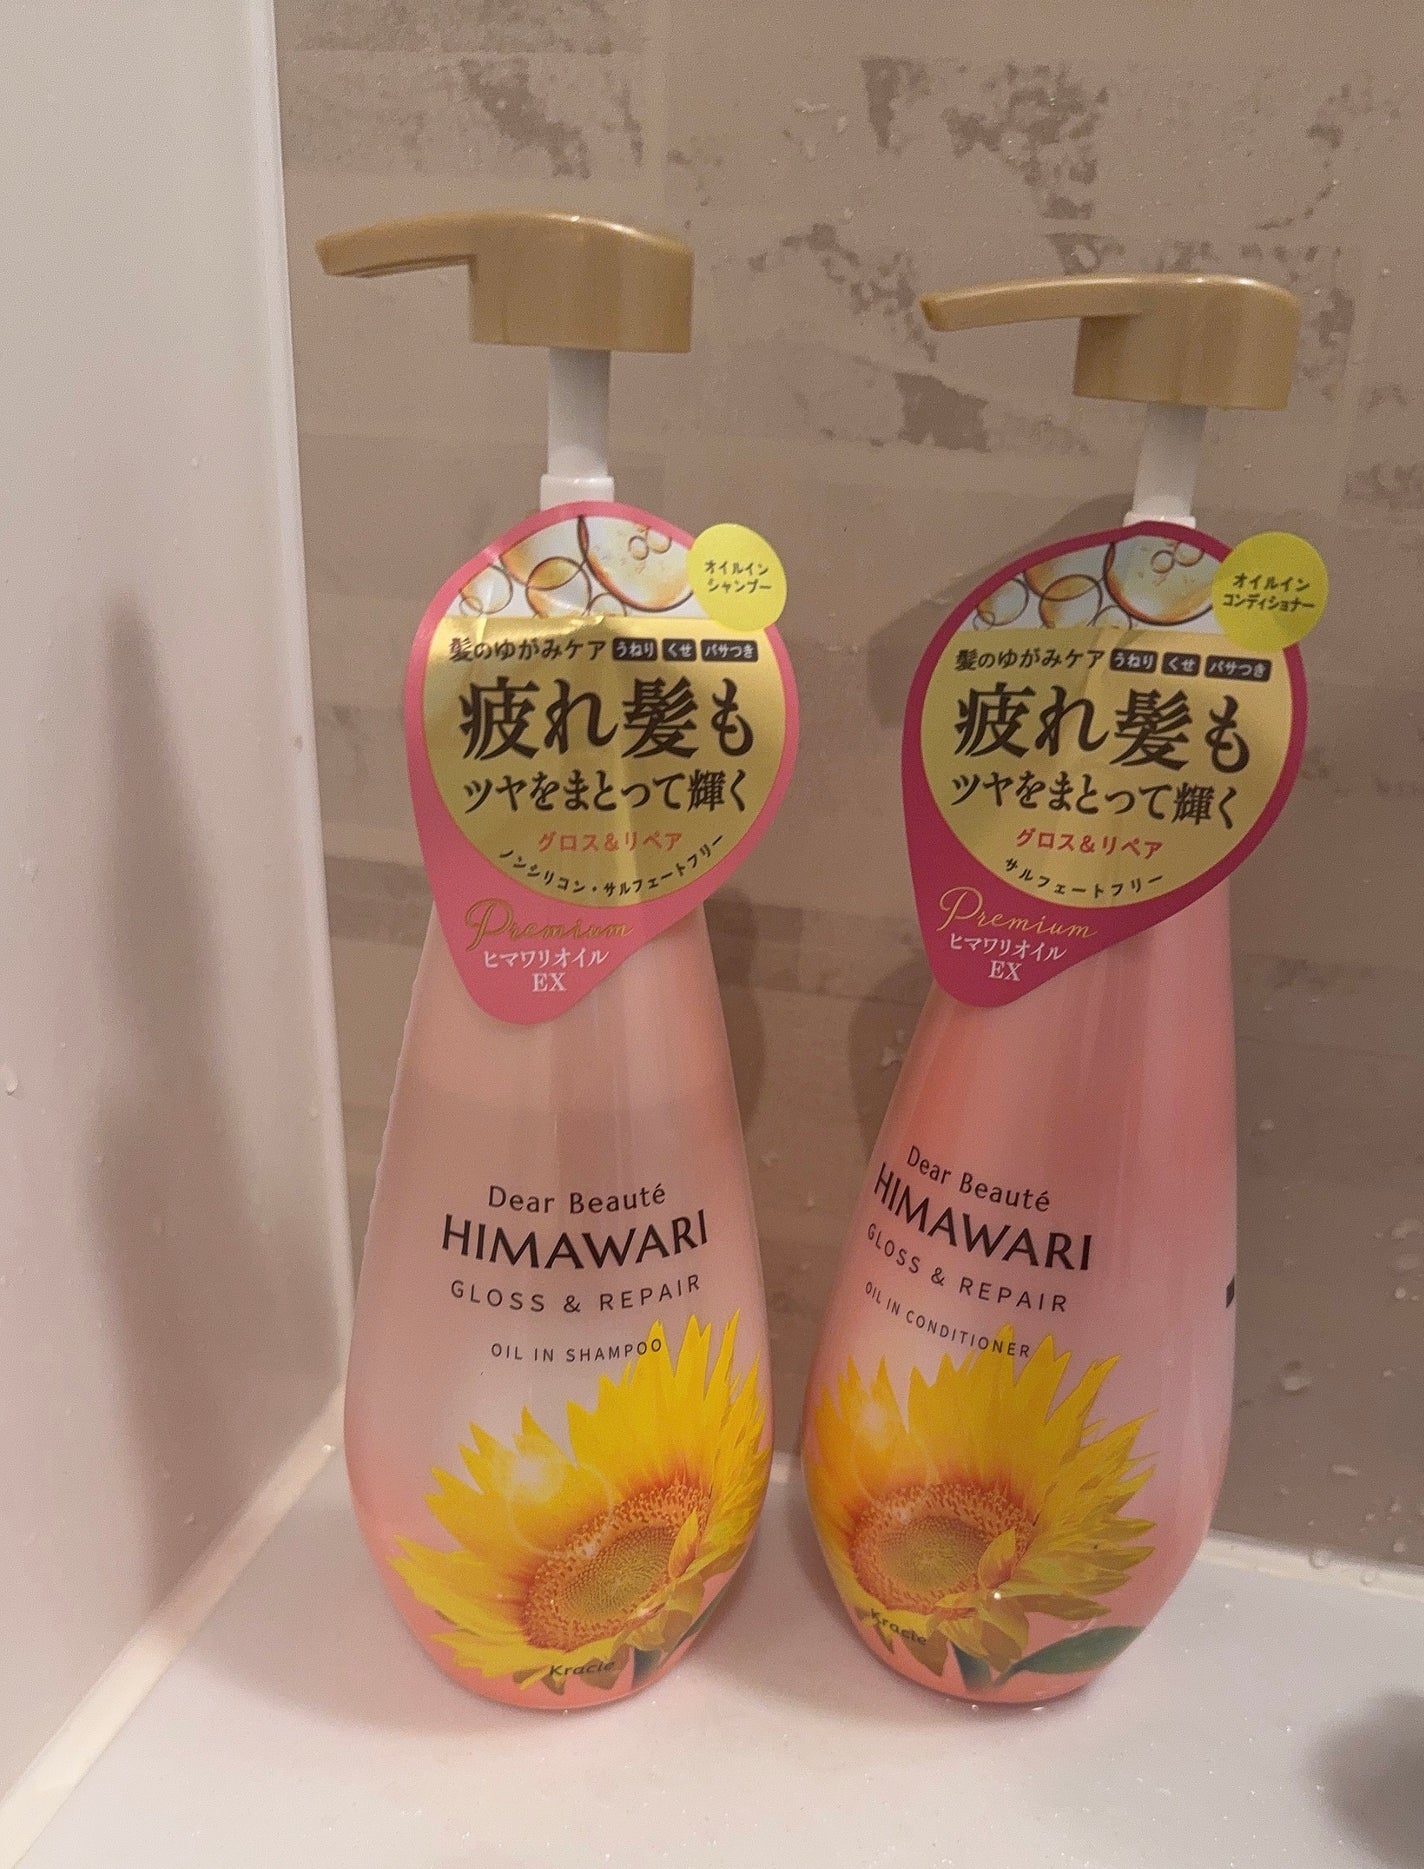 オイルイン
シャンプー
髪のゆがみケア うねり くせ パサつき
疲れ髪も
ツヤをまとって輝く
グロス&リペア
ノンシリコン・サルフェートフリー
Premium
ヒマワリオイル
EX
Dear Beauté
HIMAWARI
GLOSS & REPAIR
OIL IN SHAMPOO
Kracie
オイルイン
コンディショナー
髪のゆがみケア うねり くせ パサつき
疲れ髪も
ツヤをまとって輝く
グロス&リペア
サルフェートフリー
Premium
ヒマワリオイル
EX
Dear Beauté
HIMAWARI
GLOSS & REPAIR
OIL IN CONDITIONER
Kracie